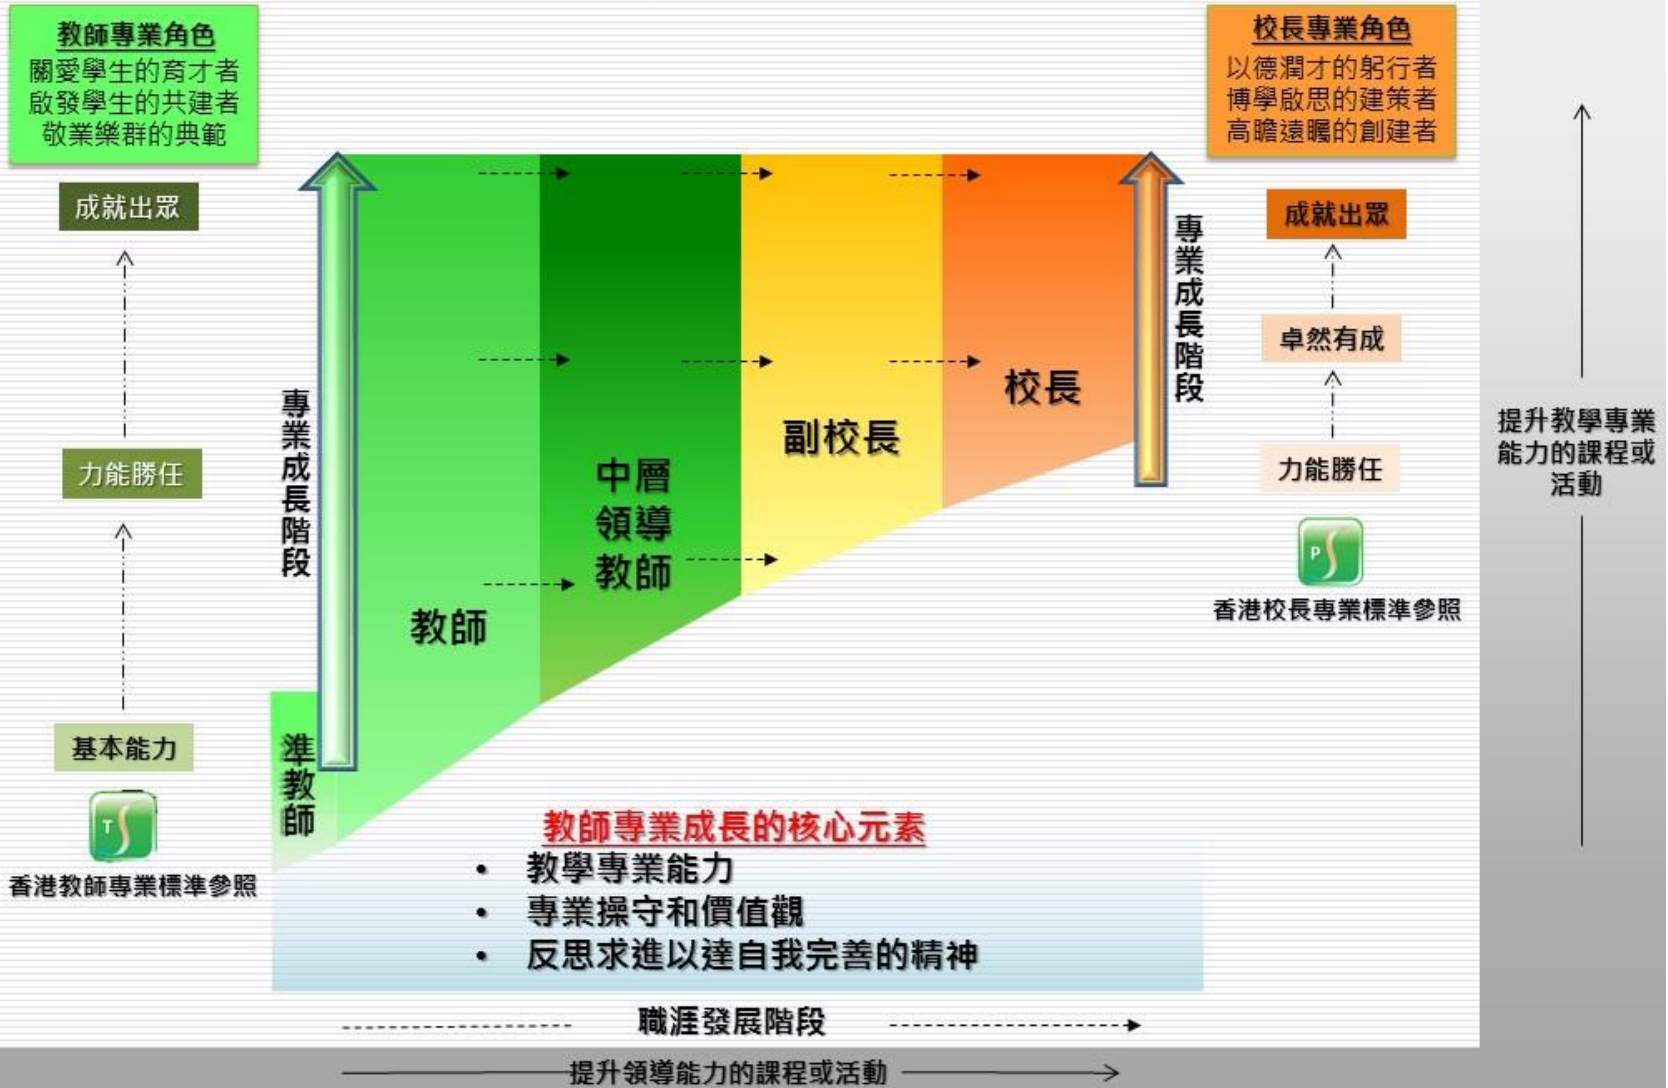 教師專業角色
關愛學生的育才者
啟發學生的共建者
敬業樂群的典範
成就出眾
力能勝任
基本能力
T
香港教師專業標準參照
專業成長階段
準教師
教師
中層
領導
教師
副校長
校長
專業成長階段
校長專業角色
以德潤才的躬行者
博學啟思的建策者
高瞻遠矚的創建者
成就出眾
卓然有成
力能勝任
P
香港校長專業標準參照
提升教學專業
能力的課程或
活動
教師專業成長的核心元素
• 教學專業能力
• 專業操守和價值觀
• 反思求進以達自我完善的精神
職涯發展階段
提升領導能力的課程或活動